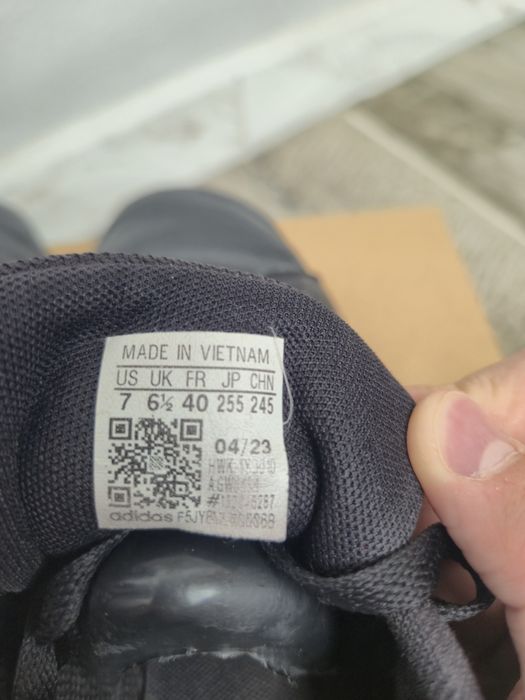 MADE IN VIETNAM
US UK FR JP CHN
7 6½ 40 255 245
04/23
adidas